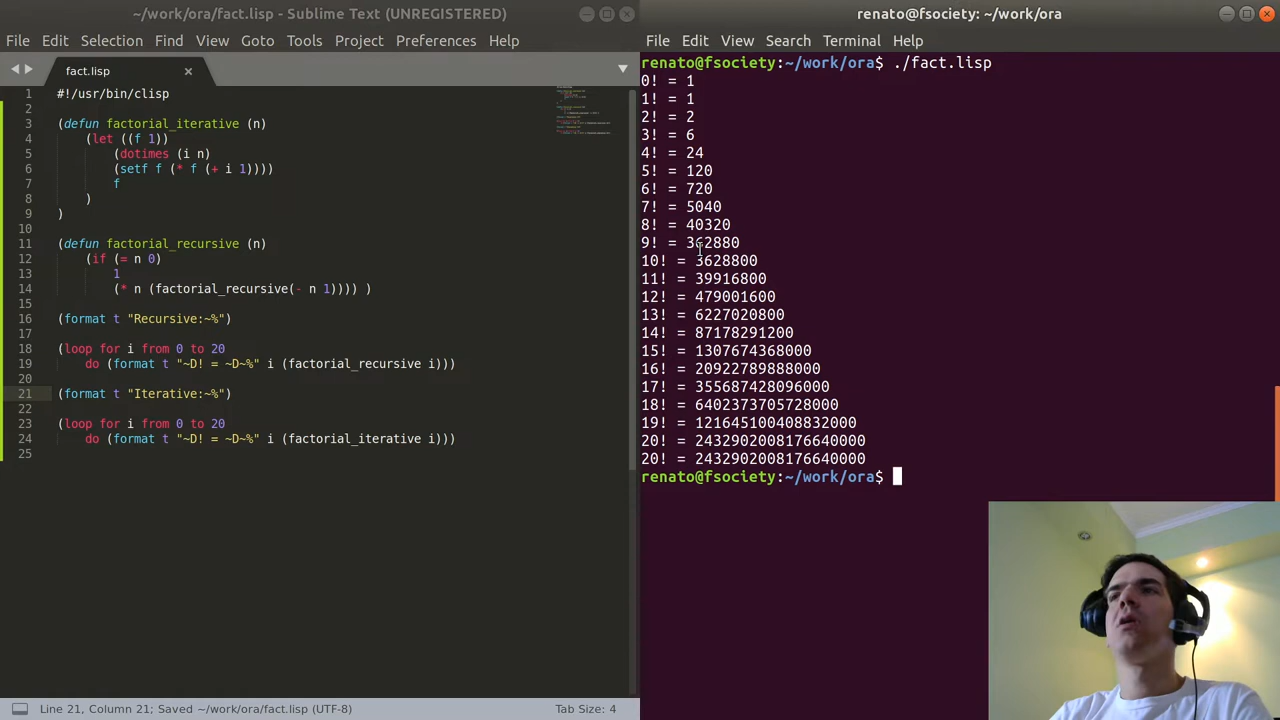 ~/work/ora/fact.lisp - Sublime Text (UNREGISTERED)
File Edit Selection Find View Goto Tools Project Preferences Help
fact.lisp
1 #!/usr/bin/clisp
2
3 (defun factorial_iterative (n)
4 (let ((f 1)
5 (dotimes (i n)
6 (setf f (* f (+ i 1))))
7 f
8 )
9 )
10
11 (defun factorial_recursive (n)
12 (if (= n 0)
13 1
14 (* n (factorial_recursive(- n 1)))) )
15
16 (format t "Recursive:~%")
17
18 (loop for i from 0 to 20
19 do (format t "~D! = ~D~%" i (factorial_recursive i)))
20
21 (format t "Iterative:~%")
22
23 (loop for i from 0 to 20
24 do (format t "~D! = ~D~%" i (factorial_iterative i)))
25
Line 21, Column 21; Saved ~/work/ora/fact.lisp (UTF-8)
Tab Size: 4
renato@fsociety: ~/work/ora
File Edit View Search Terminal Help
renato@fsociety:~/work/ora$ ./fact.lisp
0! = 1
1! = 1
2! = 2
3! = 6
4! = 24
5! = 120
6! = 720
7! = 5040
8! = 40320
9! = 362880
10! = 3628800
11! = 39916800
12! = 479001600
13! = 6227020800
14! = 87178291200
15! = 1307674368000
16! = 20922789888000
17! = 355687428096000
18! = 6402373705728000
19! = 121645100408832000
20! = 2432902008176640000
20! = 2432902008176640000
renato@fsociety:~/work/ora$